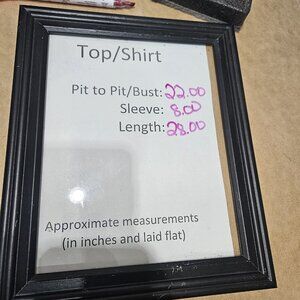 Top/Shirt
Pit to Pit/Bust: 22.00
Sleeve: 8.00
Length: 28.00
Approximate measurements
(in inches and laid flat)